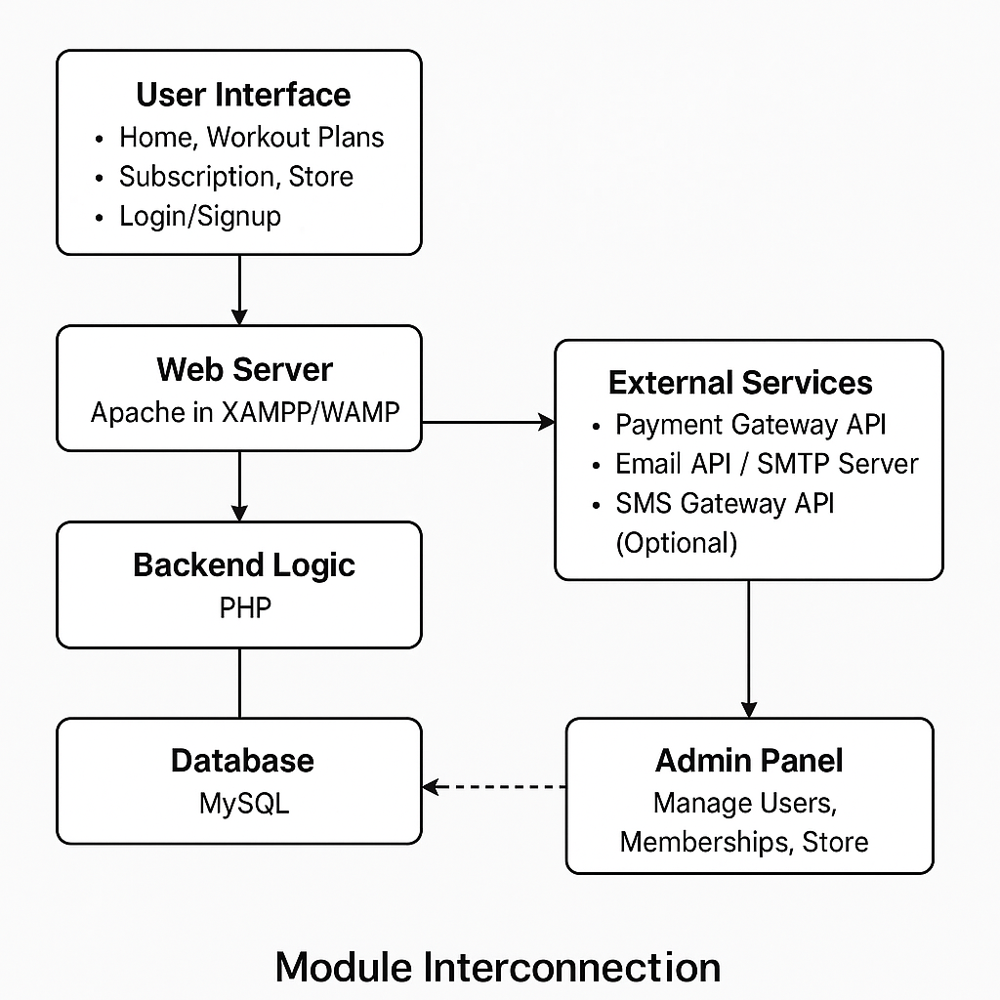 User Interface
• Home, Workout Plans
• Subscription, Store
• Login/Signup
Web Server
Apache in XAMPP/WAMP
External Services
• Payment Gateway API
• Email API / SMTP Server
• SMS Gateway API
(Optional)
Backend Logic
PHP
Database
MySQL
Admin Panel
Manage Users,
Memberships, Store
Module Interconnection